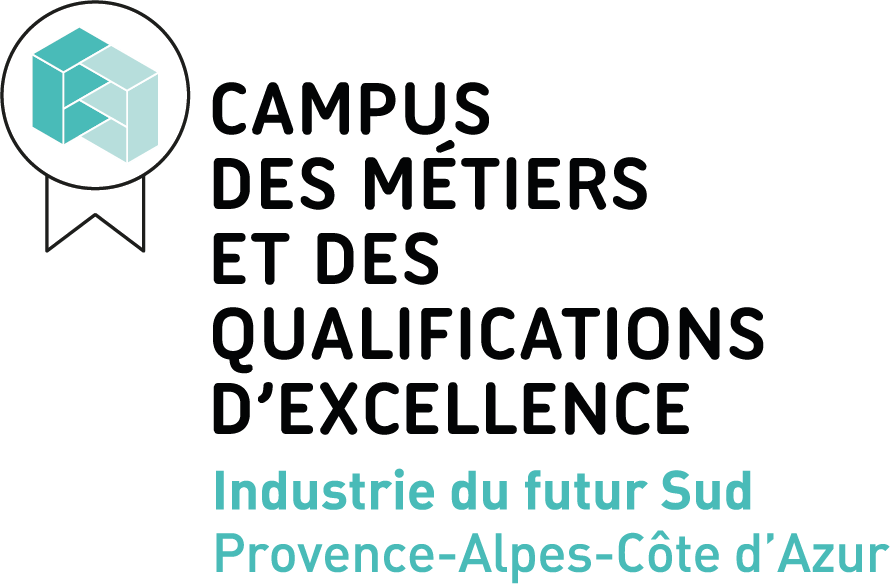 CAMPUS
DES MÉTIERS
ET DES
QUALIFICATIONS
D’EXCELLENCE
Industrie du futur Sud
Provence-Alpes-Côte d’Azur